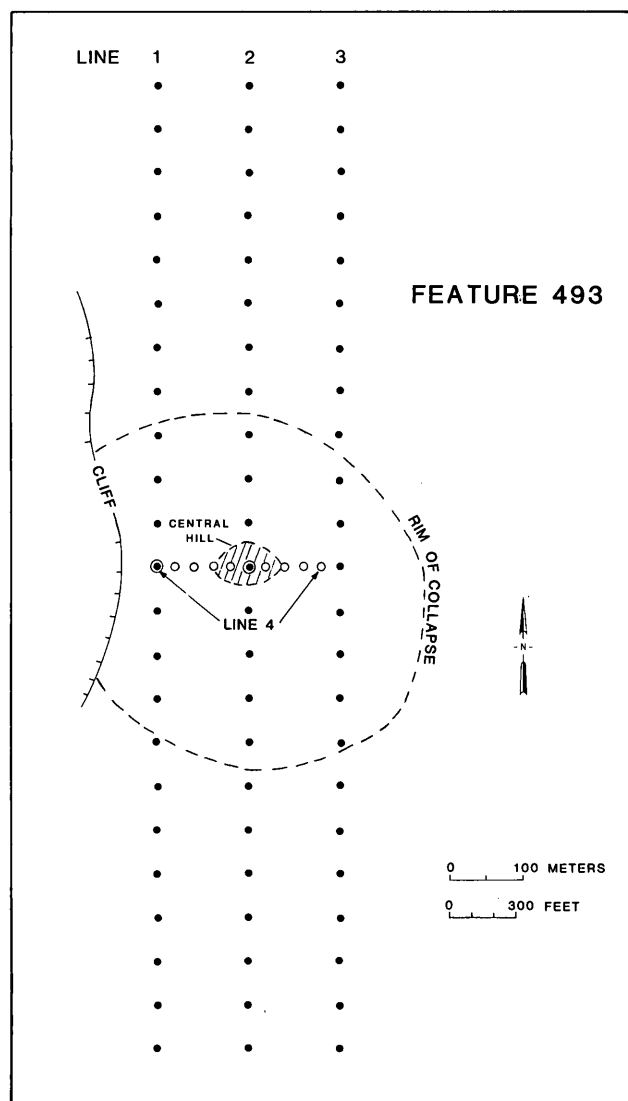 LINE 1 2 3
FEATURE 493
CLIFF
CENTRAL
HILL
RIM OF COLLAPSE
LINE 4
-N-
0 100 METERS
0 300 FEET